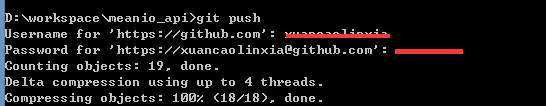 D:\workspace\meanio_api>git push
Username for 'https://github.com': xuancaolinxia
Password for 'https://xuancaolinxia@github.com':
Counting objects: 19, done.
Delta compression using up to 4 threads.
Compressing objects: 100% (18/18), done.